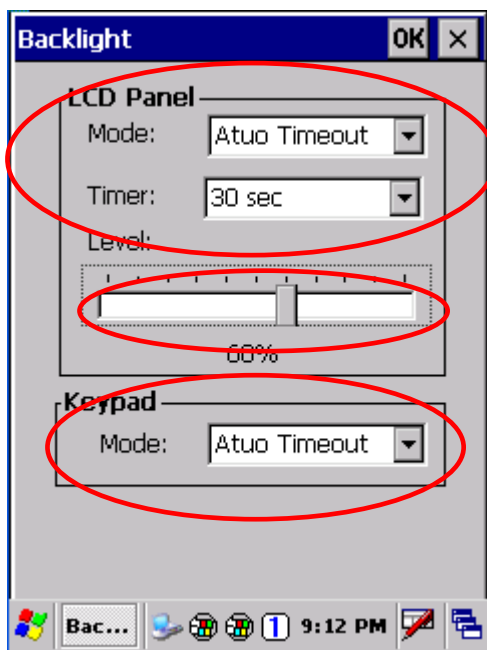 Backlight OK ×
LCD Panel
Mode: Atuo Timeout
Timer: 30 sec
Level:
60%
Keypad
Mode: Atuo Timeout
Bac... 1 9:12 PM